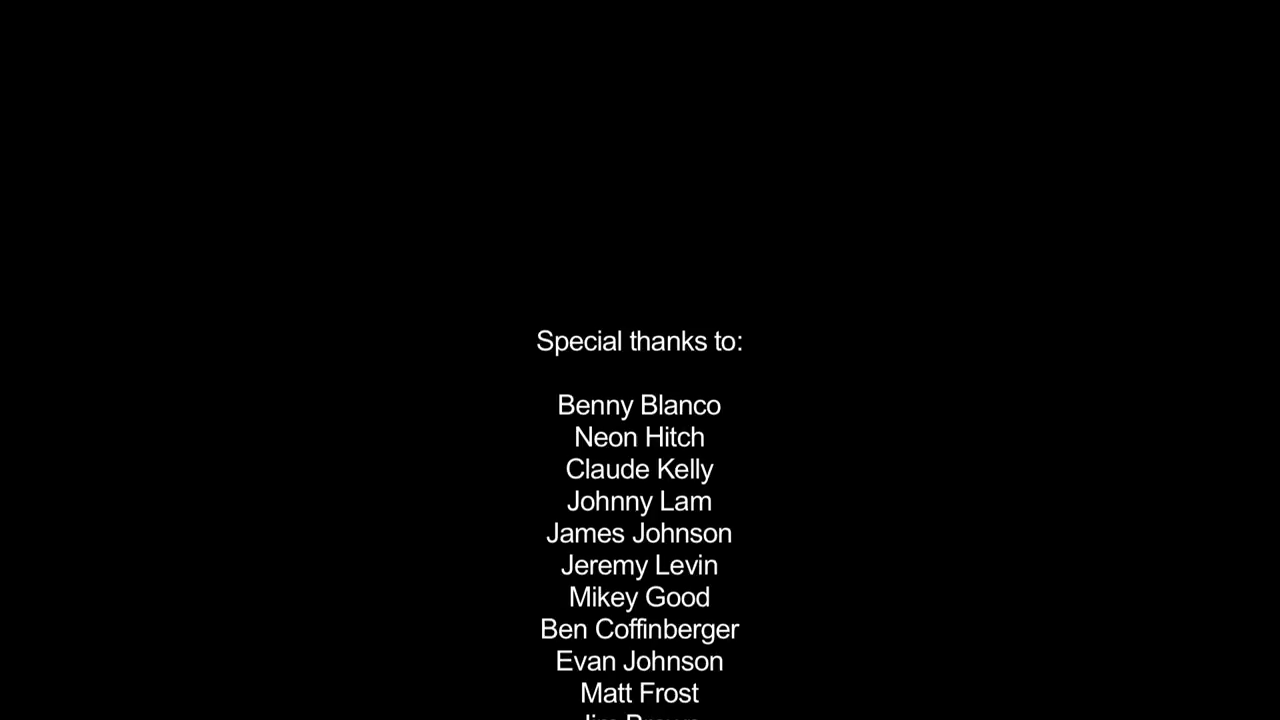 Special thanks to:
Benny Blanco
Neon Hitch
Claude Kelly
Johnny Lam
James Johnson
Jeremy Levin
Mikey Good
Ben Coffinberger
Evan Johnson
Matt Frost